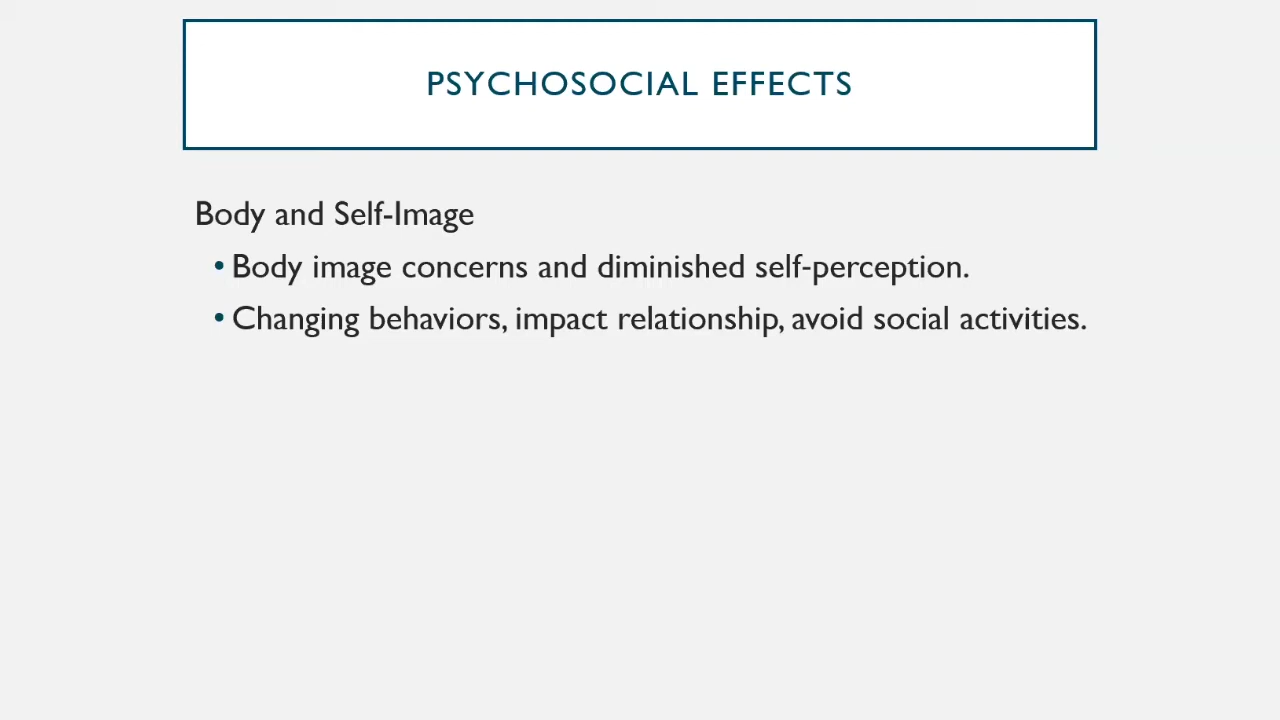 PSYCHOSOCIAL EFFECTS
Body and Self-Image
• Body image concerns and diminished self-perception.
• Changing behaviors, impact relationship, avoid social activities.